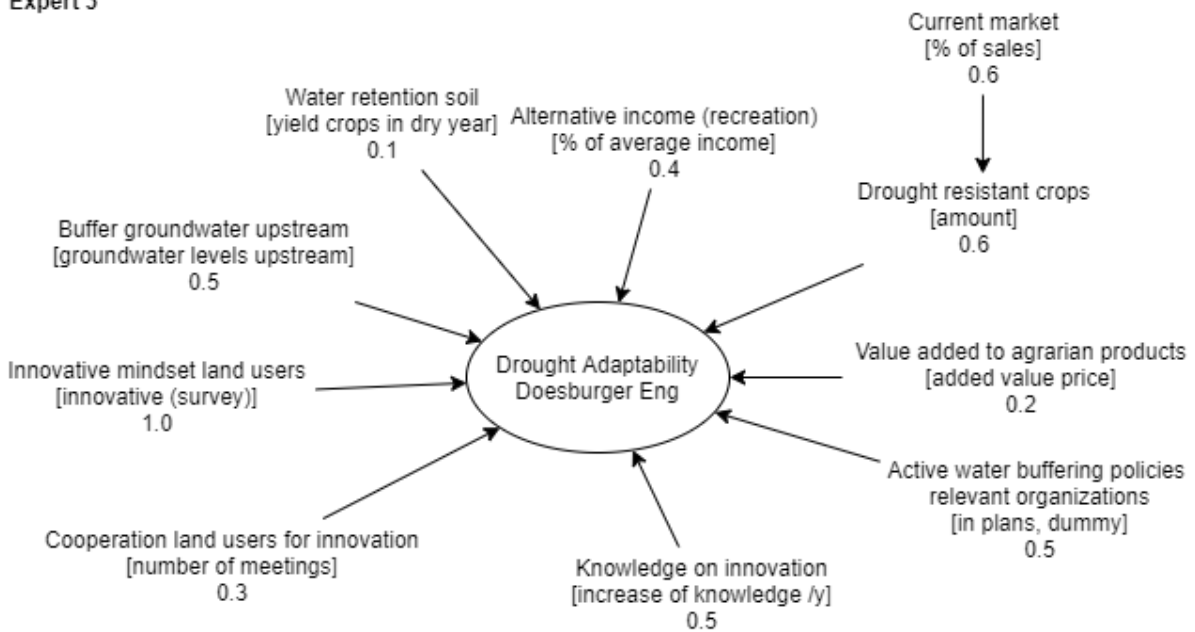 Expert 3
Current market
[% of sales]
0.6
Water retention soil
[yield crops in dry year]
0.1
Alternative income (recreation)
[% of average income]
0.4
Drought resistant crops
[amount]
0.6
Buffer groundwater upstream
[groundwater levels upstream]
0.5
Drought Adaptability
Doesburger Eng
Innovative mindset land users
[innovative (survey)]
1.0
Value added to agrarian products
[added value price]
0.2
Active water buffering policies
relevant organizations
[in plans, dummy]
0.5
Cooperation land users for innovation
[number of meetings]
0.3
Knowledge on innovation
[increase of knowledge /y]
0.5